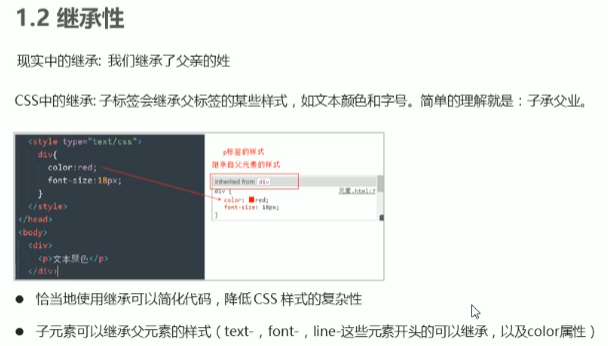 1.2 继承性
现实中的继承: 我们继承了父亲的姓
CSS中的继承: 子标签会继承父标签的某些样式，如文本颜色和字号。简单的理解就是：子承父业。
<style type="text/css">
div{
color:red;
font-size:18px;
}
</style>
</head>
<body>
<div>
<p>文本颜色</p>
</div>
p标签的样式
继承自父元素的样式
Inherited from div
div {
color: red;
font-size: 18px;
}
● 恰当地使用继承可以简化代码，降低 CSS 样式的复杂性
● 子元素可以继承父元素的样式（text-，font-，line-这些元素开头的可以继承，以及color属性）